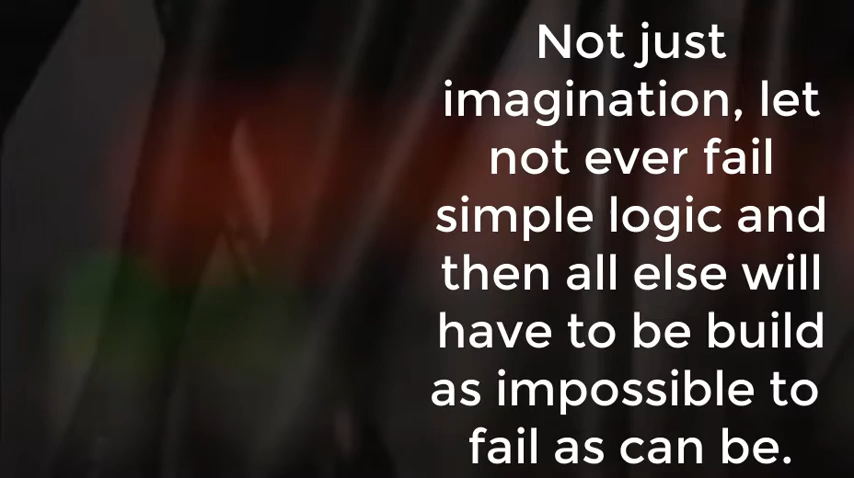 Not just
imagination, let
not ever fail
simple logic and
then all else will
have to be build
as impossible to
fail as can be.